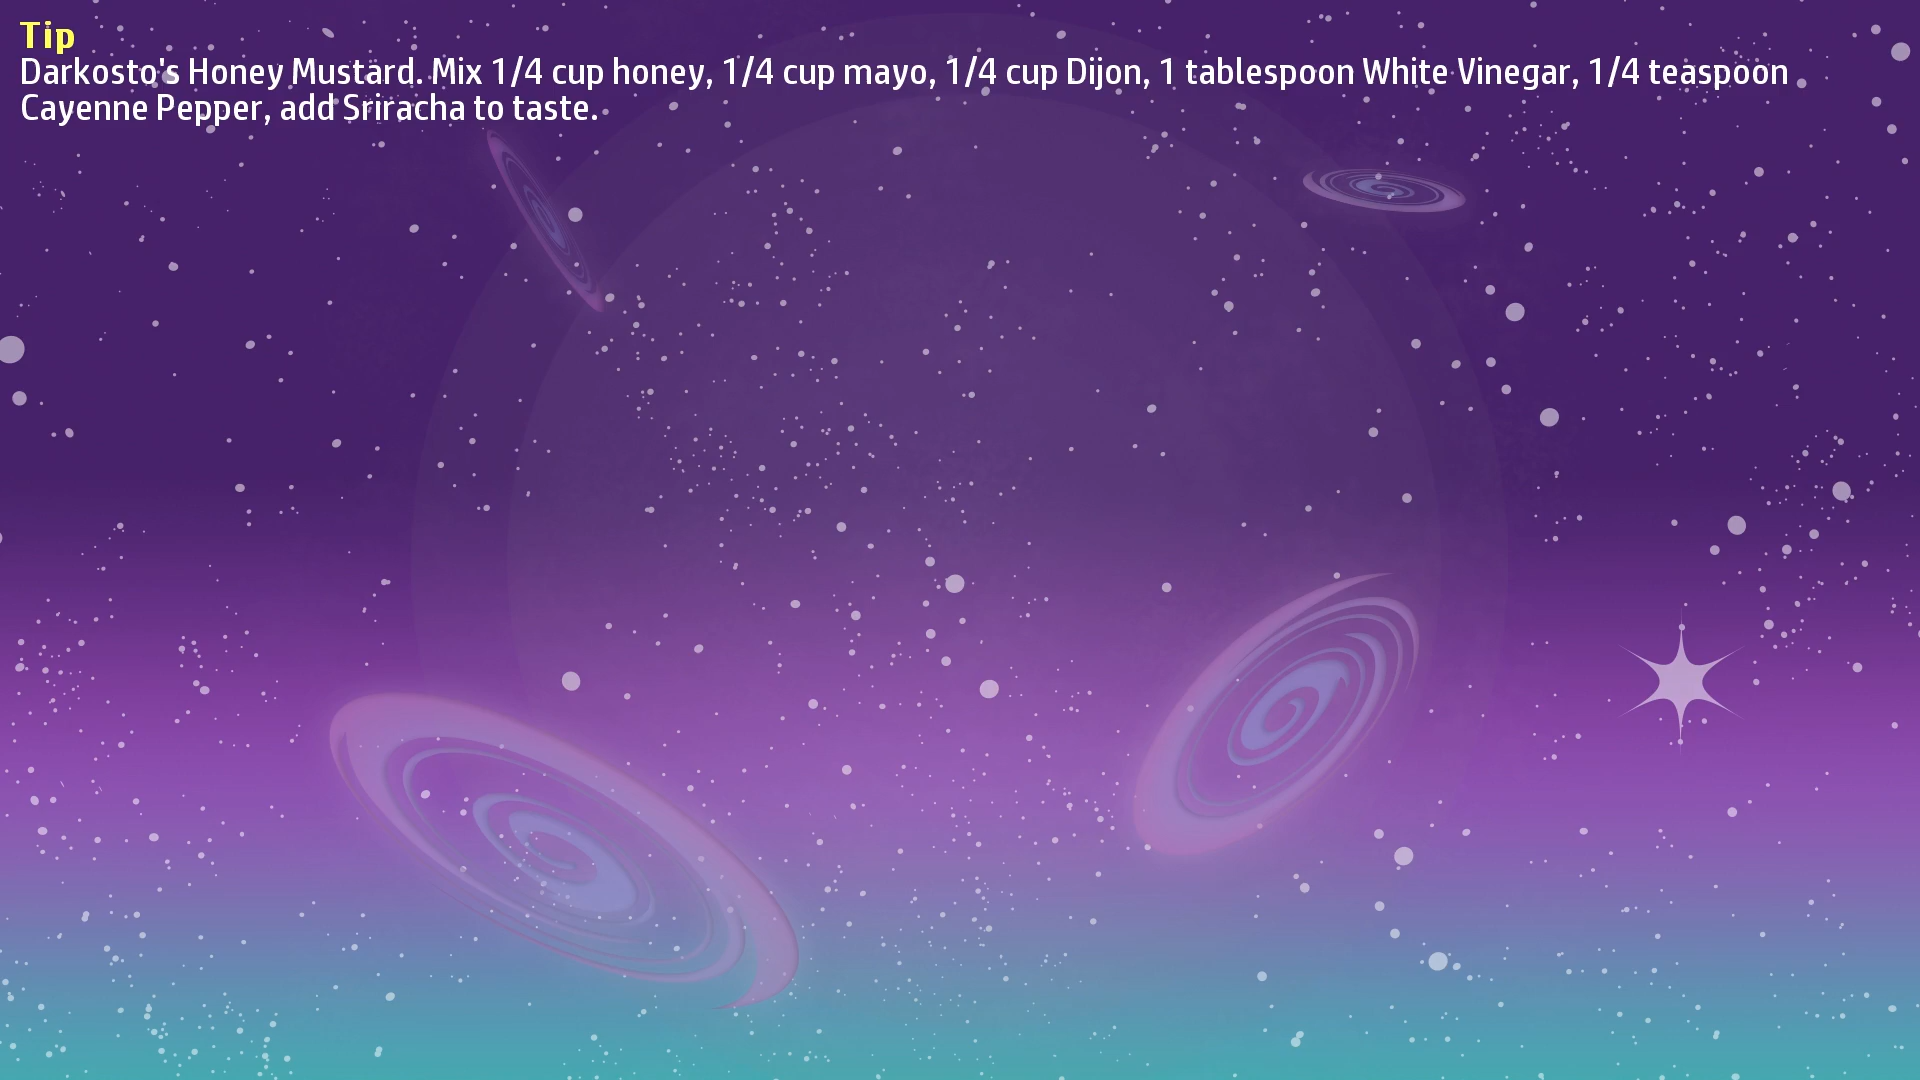 Tip
Darkosto's Honey Mustard. Mix 1/4 cup honey, 1/4 cup mayo, 1/4 cup Dijon, 1 tablespoon White Vinegar, 1/4 teaspoon
Cayenne Pepper, add Sriracha to taste.